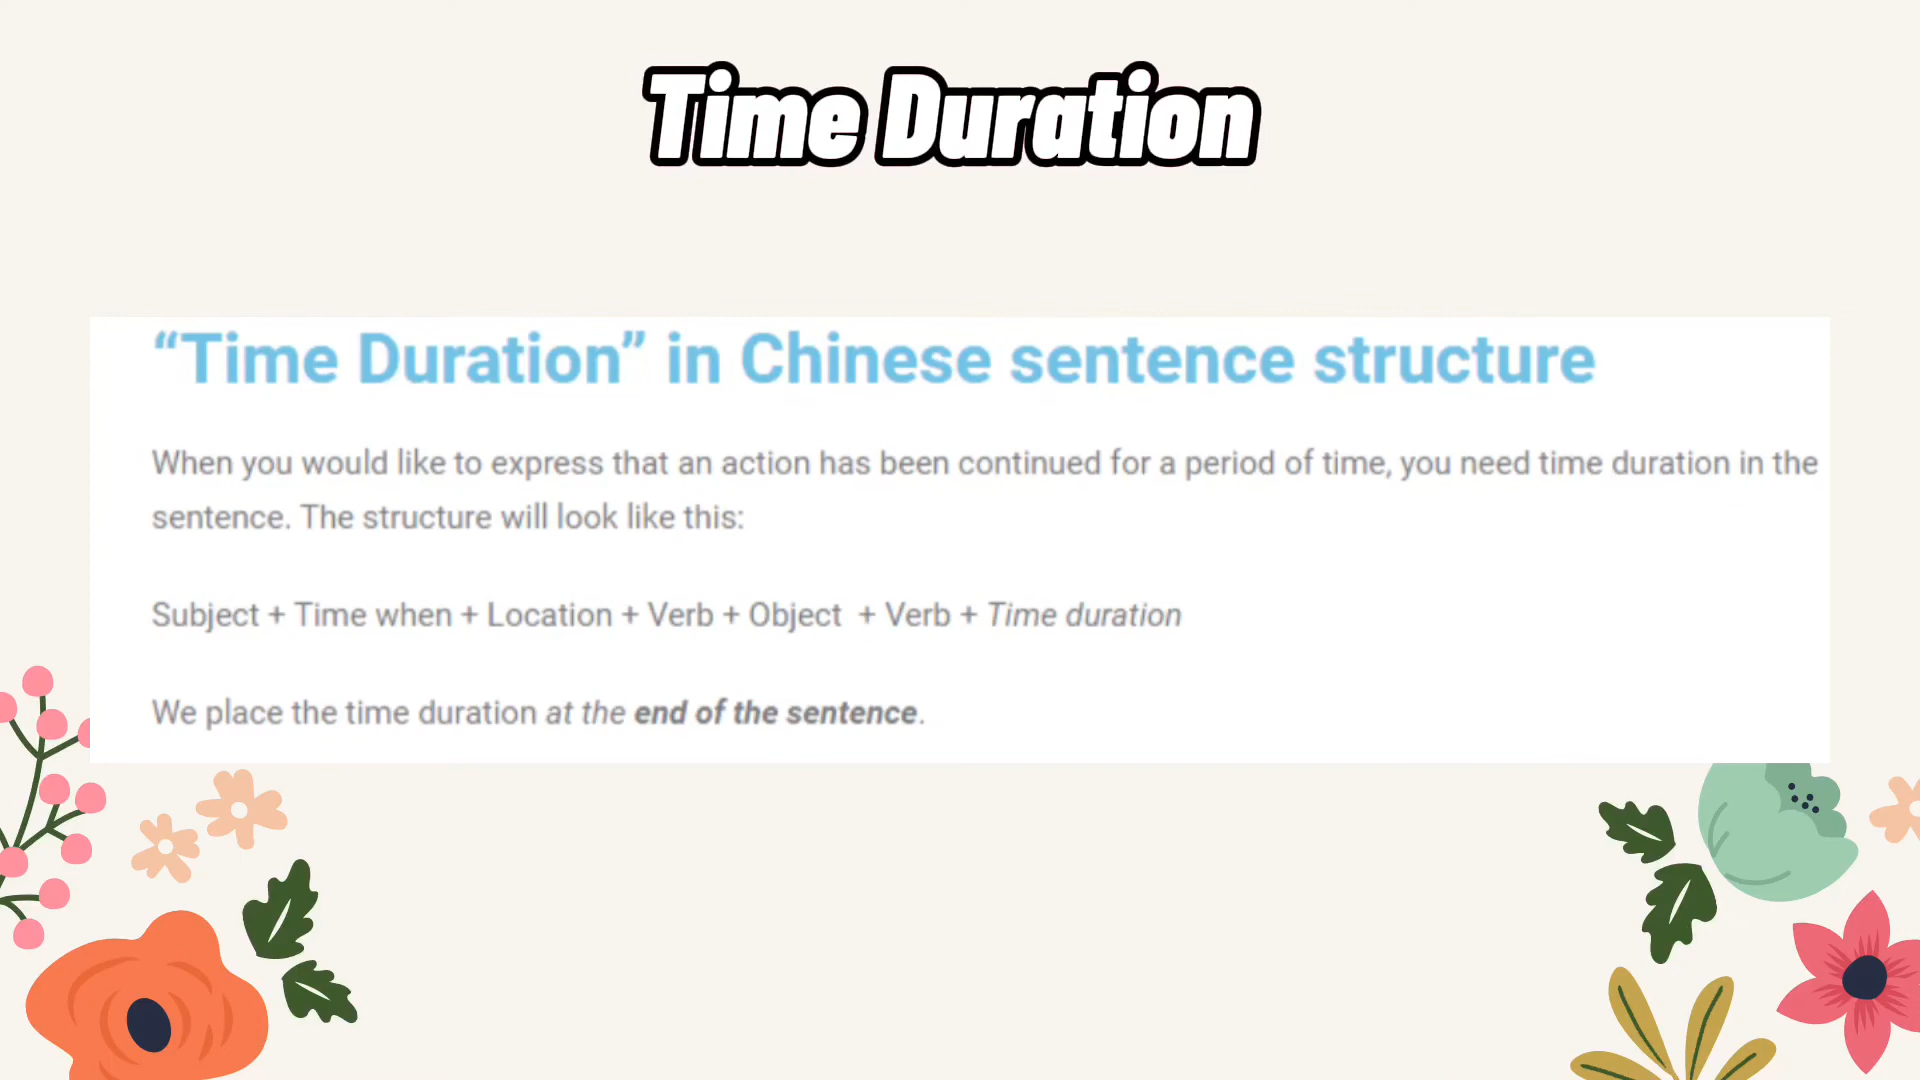 Time Duration
“Time Duration” in Chinese sentence structure
When you would like to express that an action has been continued for a period of time, you need time duration in the
sentence. The structure will look like this:
Subject + Time when + Location + Verb + Object + Verb + Time duration
We place the time duration at the end of the sentence.